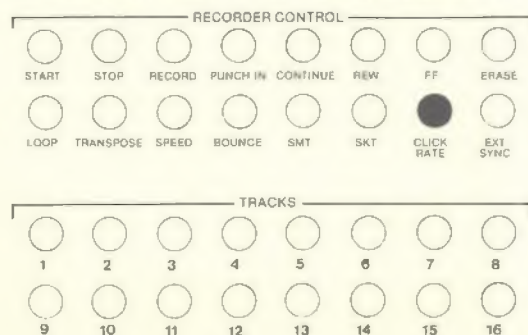 RECORDER CONTROL
START STOP RECORD PUNCH IN CONTINUE REW FF ERASE
LOOP TRANSPOSE SPEED BOUNCE SMT SKT CLICK RATE EXT SYNC
TRACKS
1 2 3 4 5 6 7 8
9 10 11 12 13 14 15 16